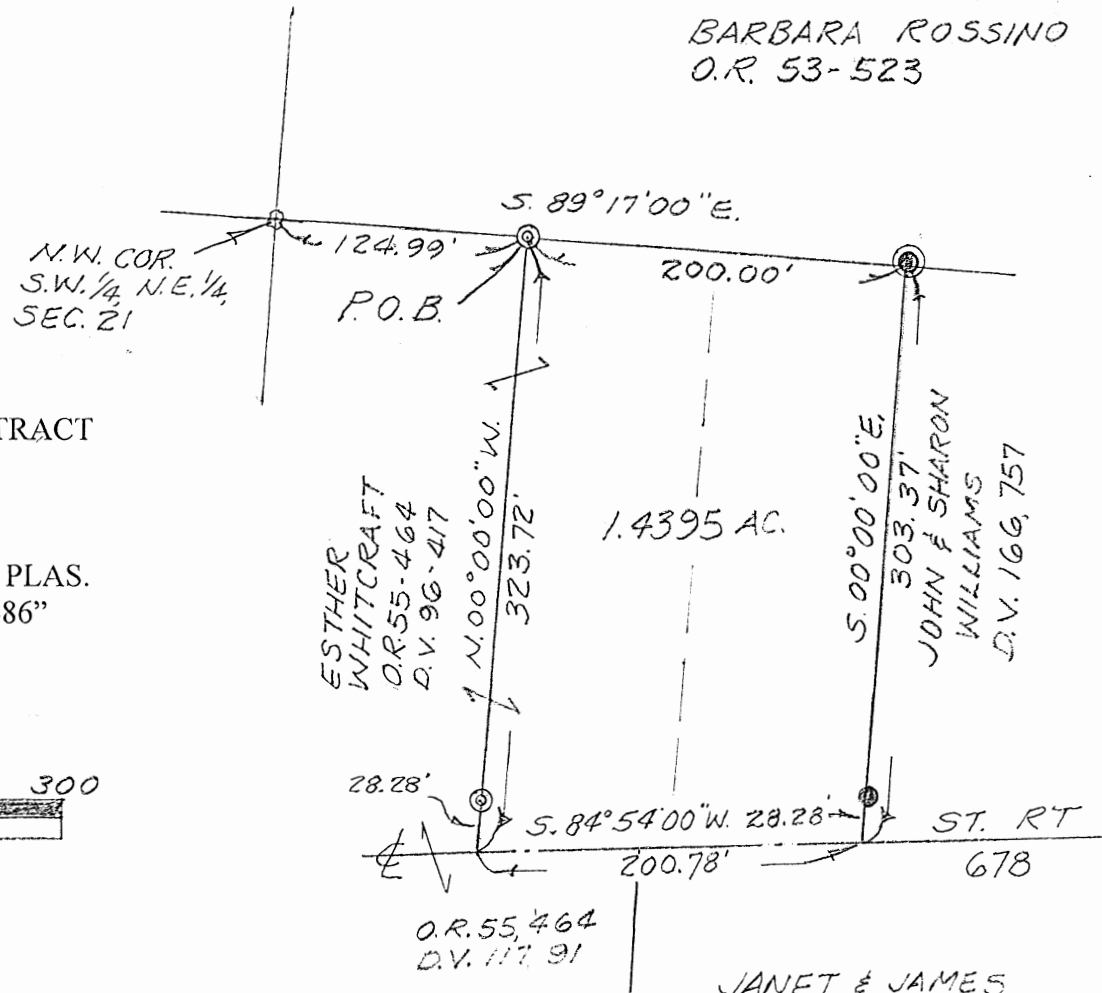 BARBARA ROSSINO
O.R. 53-523
S. 89°17'00"E.
N.W. COR.
S.W. 1/4, N.E. 1/4,
SEC. 21
124.99'
200.00'
P.O.B.
TRACT
PLAS.
86”
300
ESTHER
WHITCRAFT
O.R. 55-464
D.V. 96-417
N.00°00'00"W.
323.72'
1.4395 AC.
S.00°00'00"E.
303.37'
JOHN & SHARON
WILLIAMS
D.V. 166, 757
28.28'
S. 84°54'00"W. 28.28'
ST. RT
200.78'
678
℄
O.R. 55, 464
D.V. 117, 91
JANET & JAMES